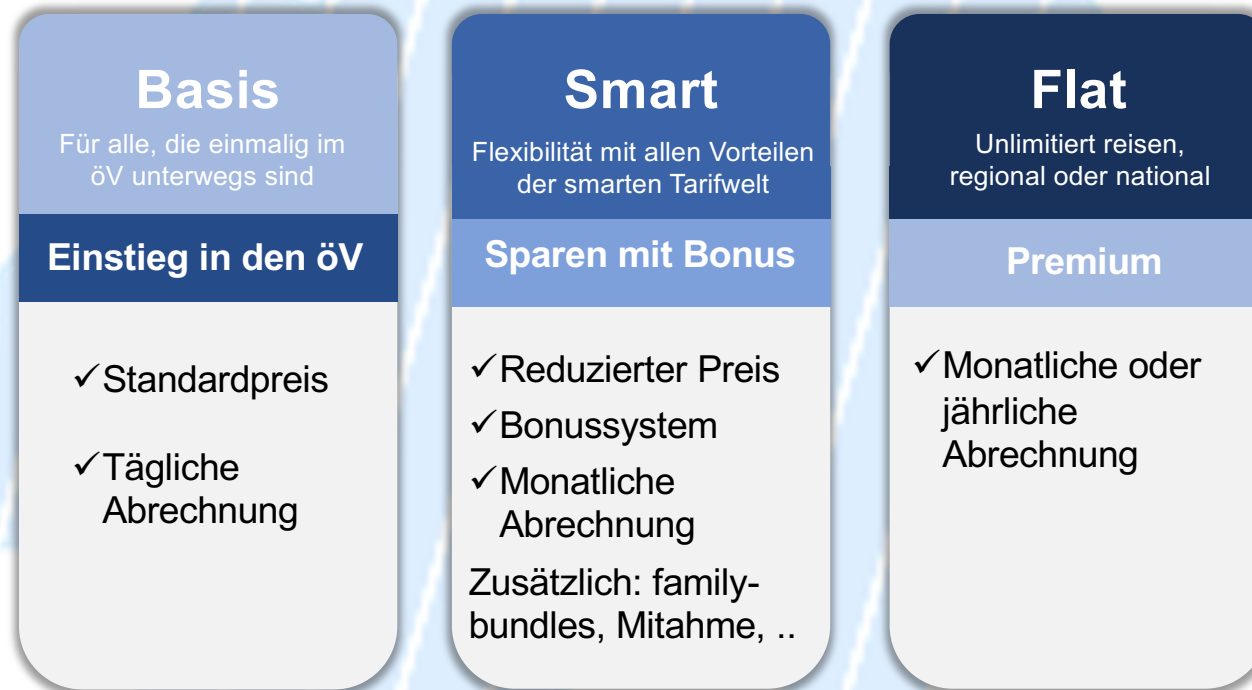 Basis
Für alle, die einmalig im
öV unterwegs sind
Einstieg in den öV
✓Standardpreis
✓Tägliche
Abrechnung
Smart
Flexibilität mit allen Vorteilen
der smarten Tarifwelt
Sparen mit Bonus
✓Reduzierter Preis
✓Bonussystem
✓Monatliche
Abrechnung
Zusätzlich: family-
bundles, Mitahme, ..
Flat
Unlimitiert reisen,
regional oder national
Premium
✓Monatliche oder
jährliche
Abrechnung